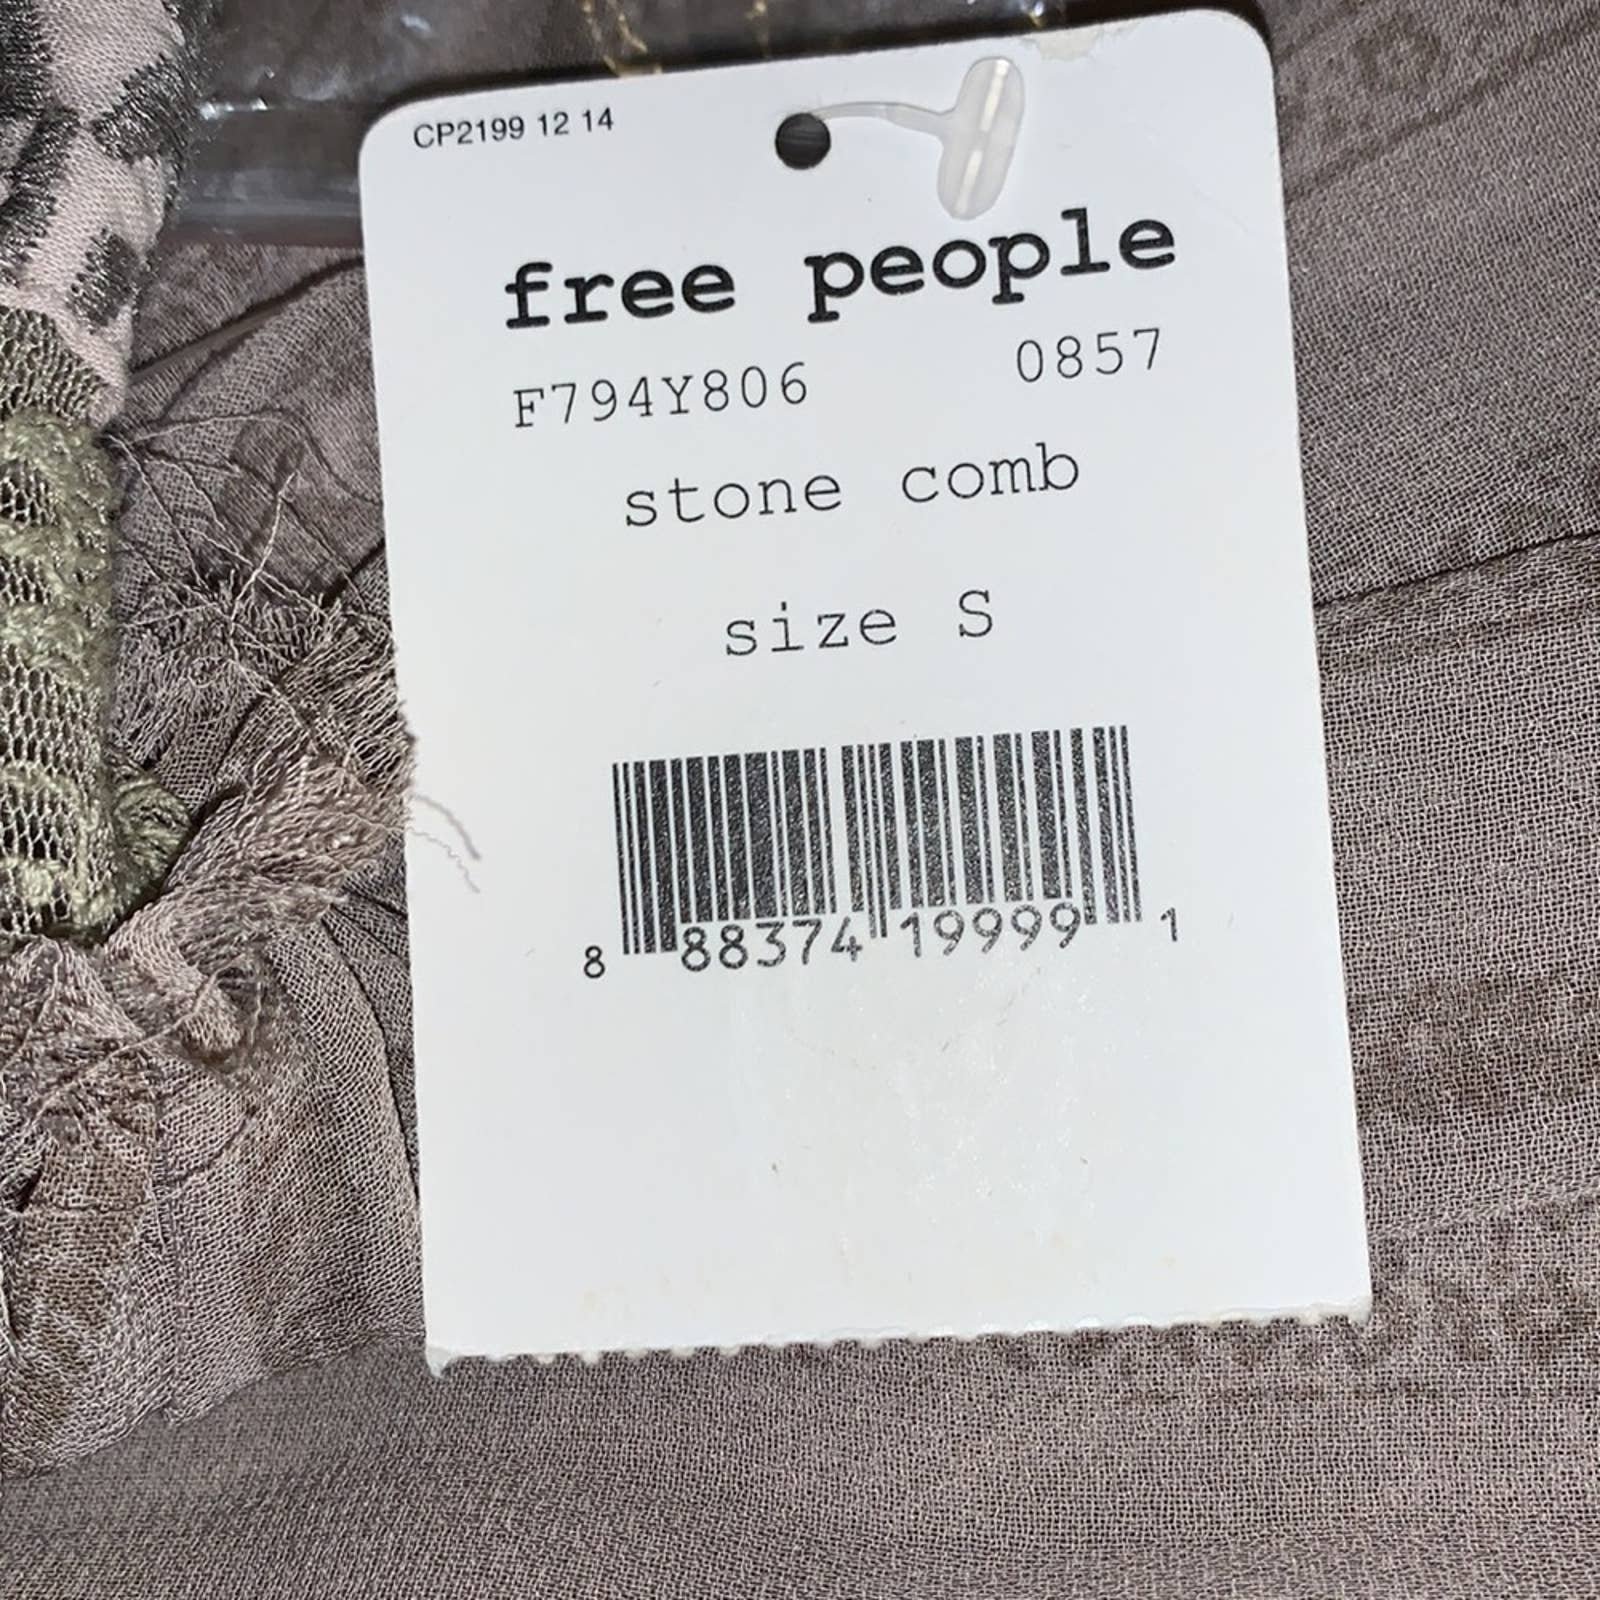 CP2199 12 14
free people
F794Y806 0857
stone comb
size S
8 88374 19999 1